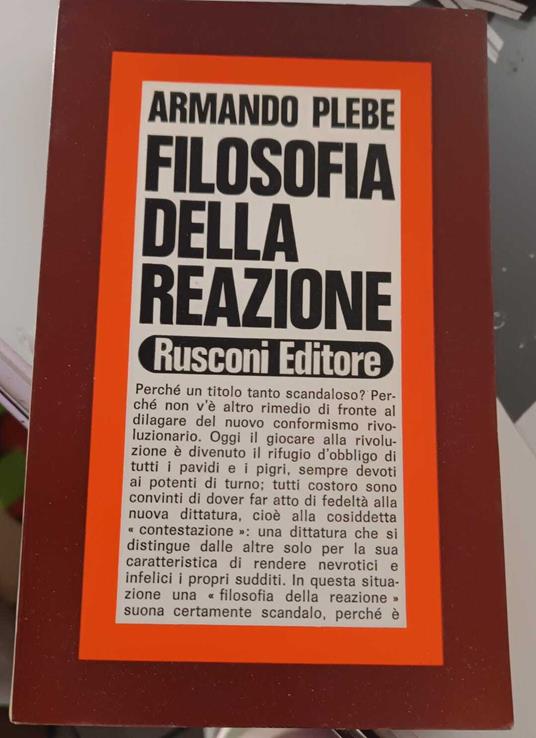 ARMANDO PLEBE
FILOSOFIA
DELLA
REAZIONE
Rusconi Editore
Perché un titolo tanto scandaloso? Per-
ché non v'è altro rimedio di fronte al
dilagare del nuovo conformismo rivo-
luzionario. Oggi il giocare alla rivolu-
zione è divenuto il rifugio d'obbligo di
tutti i pavidi e i pigri, sempre devoti
ai potenti di turno; tutti costoro sono
convinti di dover far atto di fedeltà alla
nuova dittatura, cioè alla cosiddetta
« contestazione »: una dittatura che si
distingue dalle altre solo per la sua
caratteristica di rendere nevrotici e
infelici i propri sudditi. In questa situa-
zione una « filosofia della reazione »
suona certamente scandalo, perché è